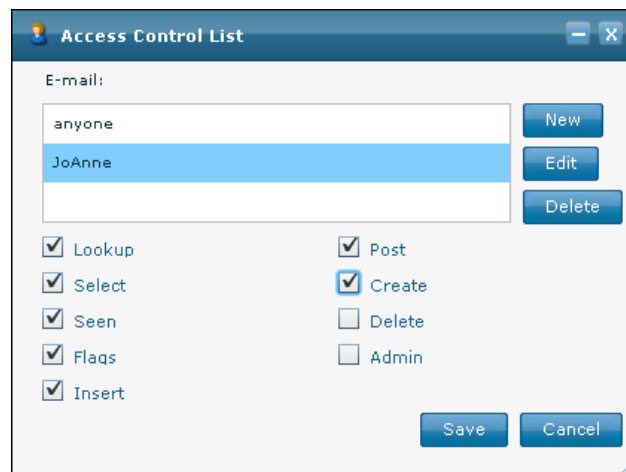 Access Control List
E-mail:
anyone
New
JoAnne
Edit
Delete
Lookup
Post
Select
Create
Seen
Delete
Flags
Admin
Insert
Save
Cancel